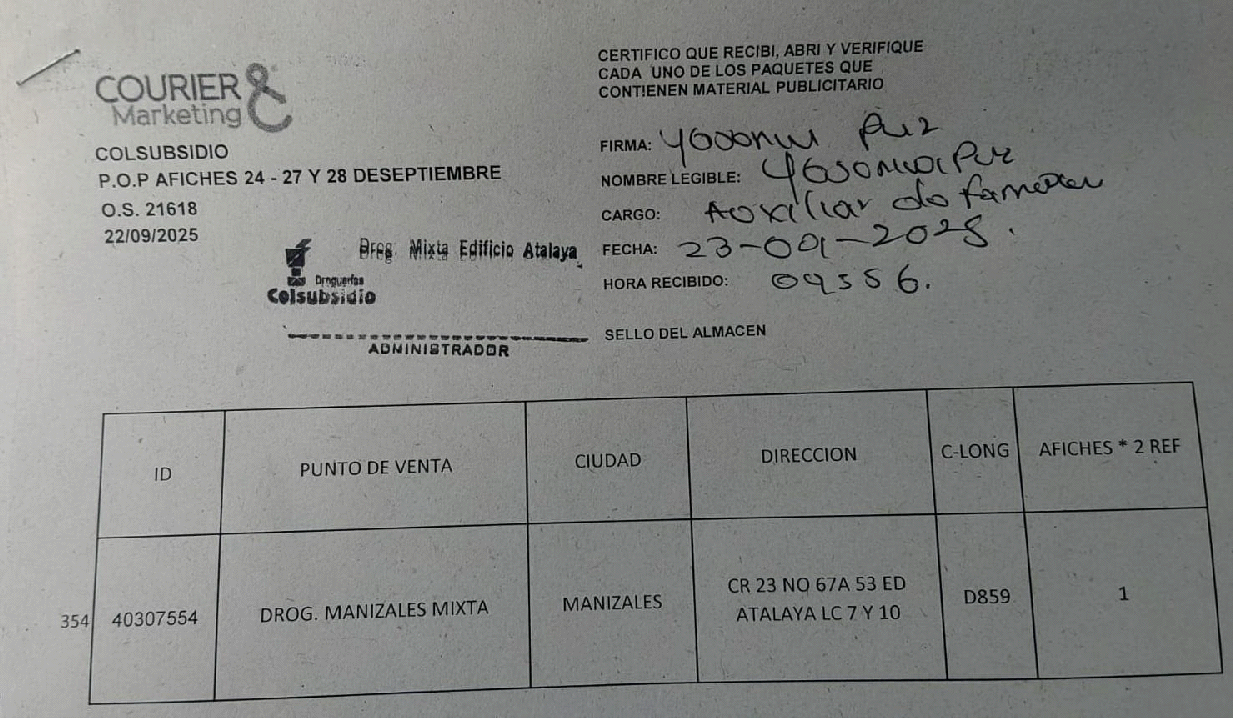 COURIER &
Marketing
COLSUBSIDIO
P.O.P AFICHES 24 - 27 Y 28 DESEPTIEMBRE
O.S. 21618
22/09/2025
Drog. Mixta Edificio Atalaya
Droguerías
Colsubsidio
ADMINISTRADOR
CERTIFICO QUE RECIBI, ABRI Y VERIFIQUE
CADA UNO DE LOS PAQUETES QUE
CONTIENEN MATERIAL PUBLICITARIO
FIRMA:
NOMBRE LEGIBLE:
CARGO: Auxiliar de
FECHA: 23-09-2025.
HORA RECIBIDO:
SELLO DEL ALMACEN
ID PUNTO DE VENTA CIUDAD DIRECCION C-LONG AFICHES * 2 REF
354 40307554 DROG. MANIZALES MIXTA MANIZALES CR 23 NO 67A 53 ED D859 1
ATALAYA LC 7 Y 10